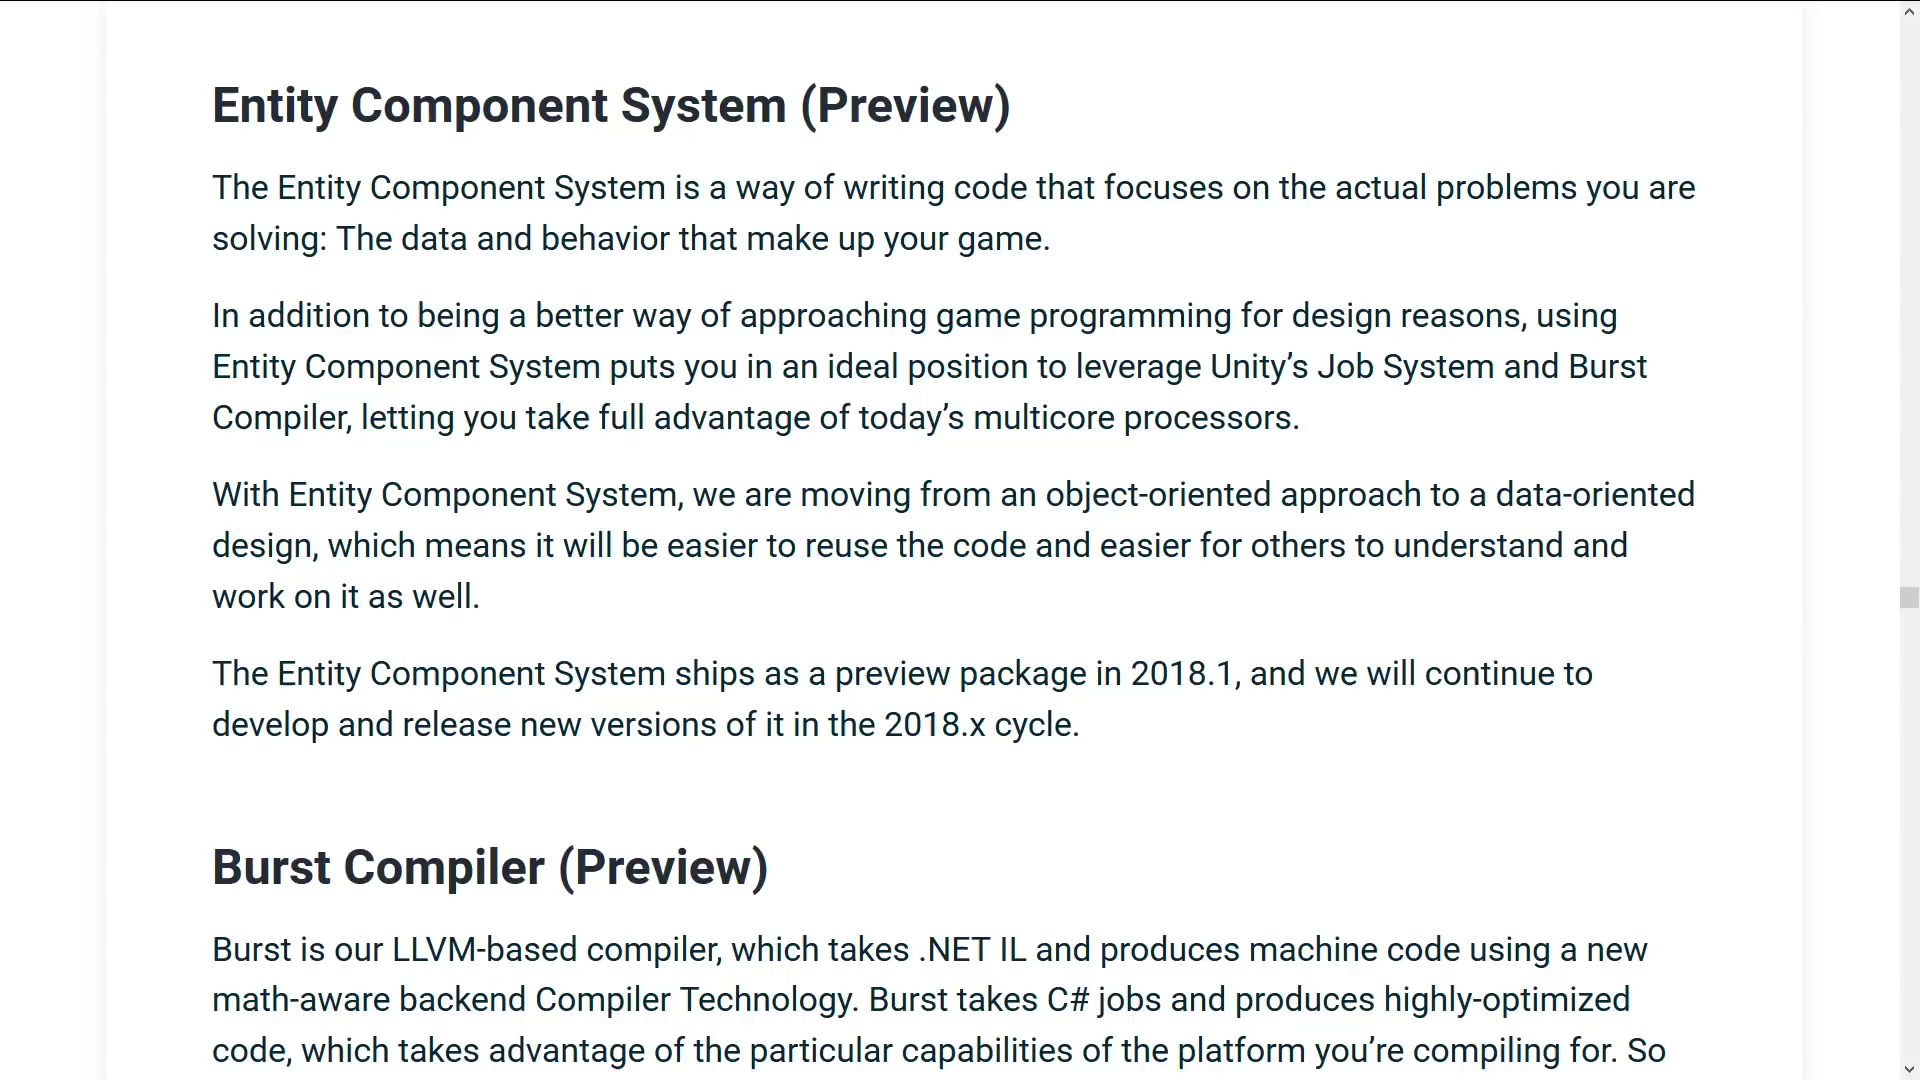 Entity Component System (Preview)
The Entity Component System is a way of writing code that focuses on the actual problems you are
solving: The data and behavior that make up your game.
In addition to being a better way of approaching game programming for design reasons, using
Entity Component System puts you in an ideal position to leverage Unity’s Job System and Burst
Compiler, letting you take full advantage of today’s multicore processors.
With Entity Component System, we are moving from an object-oriented approach to a data-oriented
design, which means it will be easier to reuse the code and easier for others to understand and
work on it as well.
The Entity Component System ships as a preview package in 2018.1, and we will continue to
develop and release new versions of it in the 2018.x cycle.
Burst Compiler (Preview)
Burst is our LLVM-based compiler, which takes .NET IL and produces machine code using a new
math-aware backend Compiler Technology. Burst takes C# jobs and produces highly-optimized
code, which takes advantage of the particular capabilities of the platform you’re compiling for. So